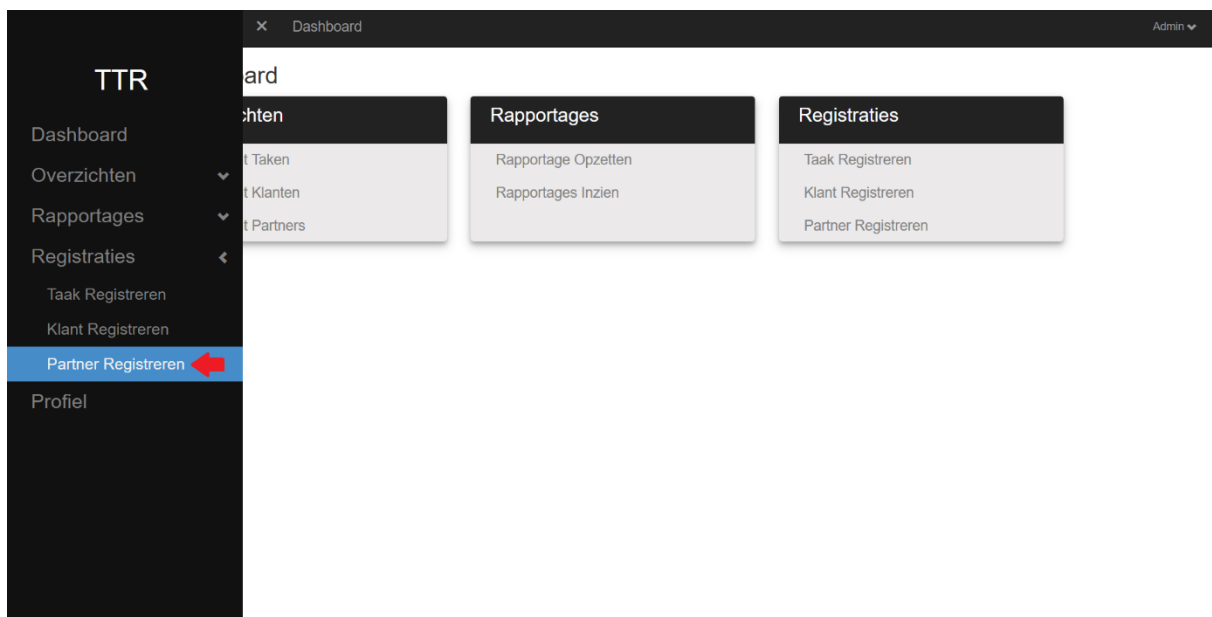 TTR
Dashboard
Overzichten
Rapportages
Registraties
Taak Registreren
Klant Registreren
Partner Registreren
Profiel
× Dashboard
Admin
ard
chten
t Taken
t Klanten
t Partners
Rapportages
Rapportage Opzetten
Rapportages Inzien
Registraties
Taak Registreren
Klant Registreren
Partner Registreren